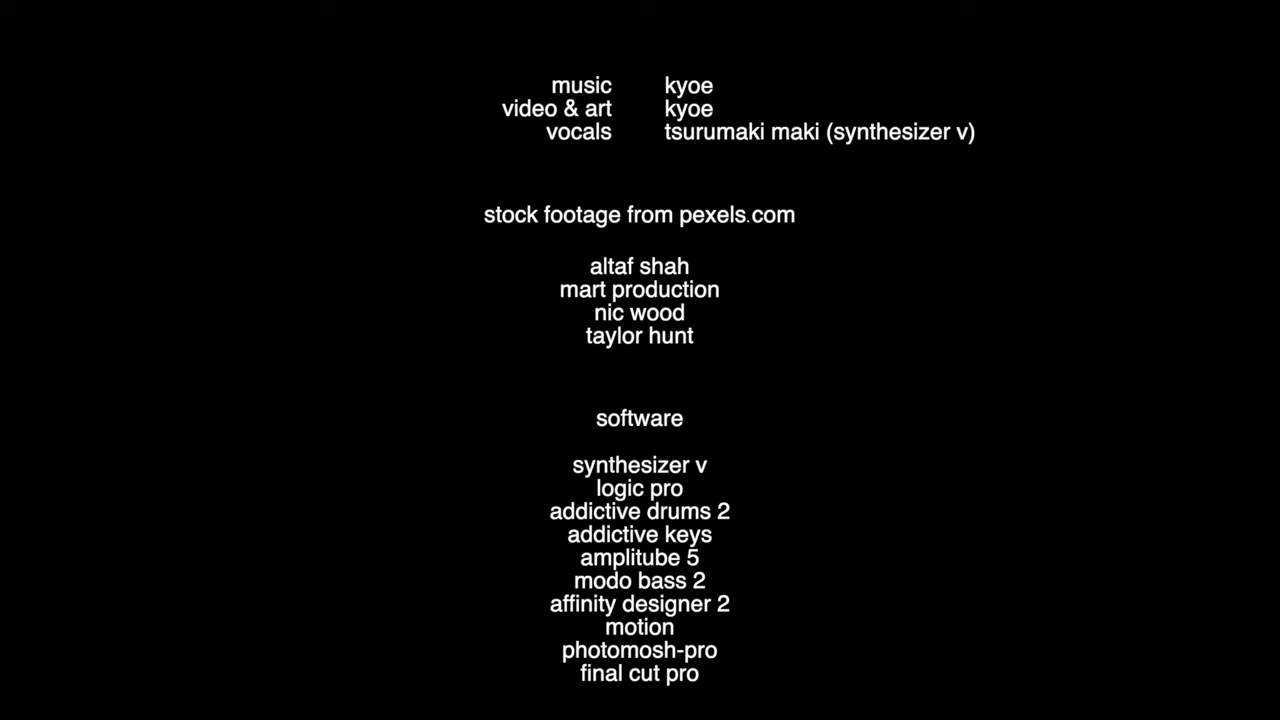 music kyoe
video & art kyoe
vocals tsurumaki maki (synthesizer v)
stock footage from pexels.com
altaf shah
mart production
nic wood
taylor hunt
software
synthesizer v
logic pro
addictive drums 2
addictive keys
amplitube 5
modo bass 2
affinity designer 2
motion
photomosh-pro
final cut pro